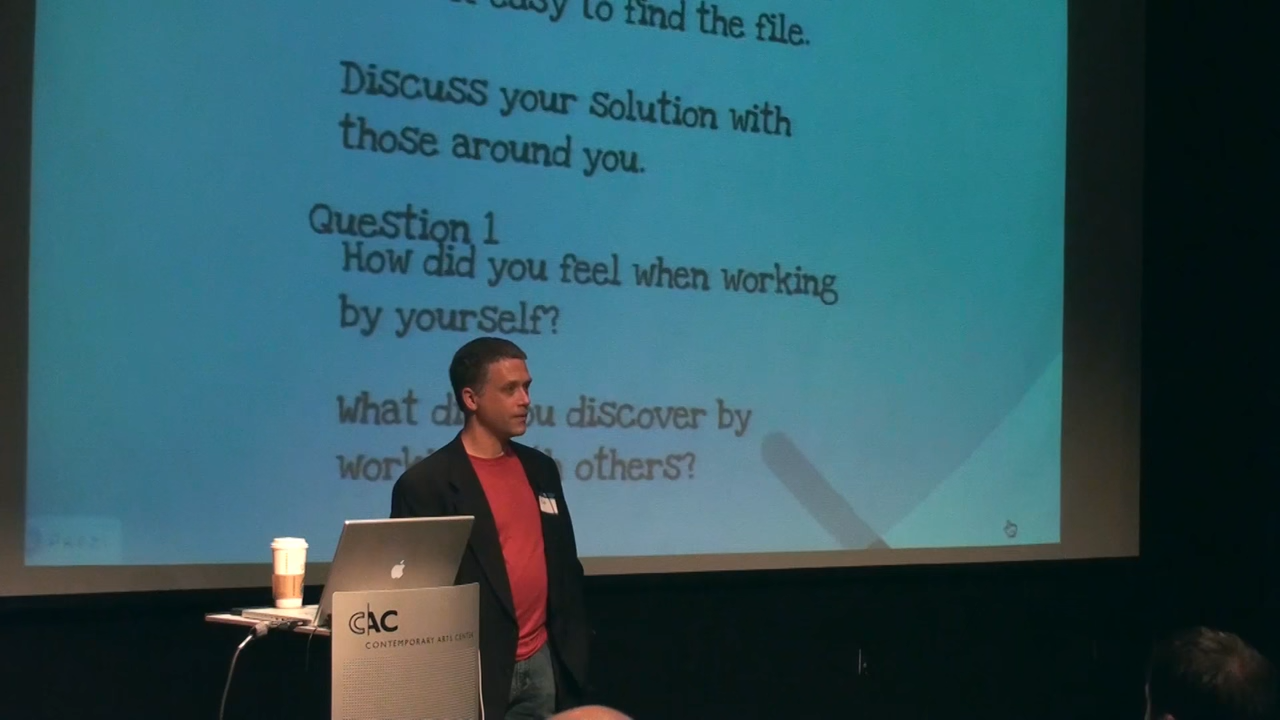 easy to find the file.
Discuss your solution with
those around you.
Question 1
How did you feel when working
by yourself?
What you discover by
others?
CAC
CONTEMPORARY ARTS CENTER